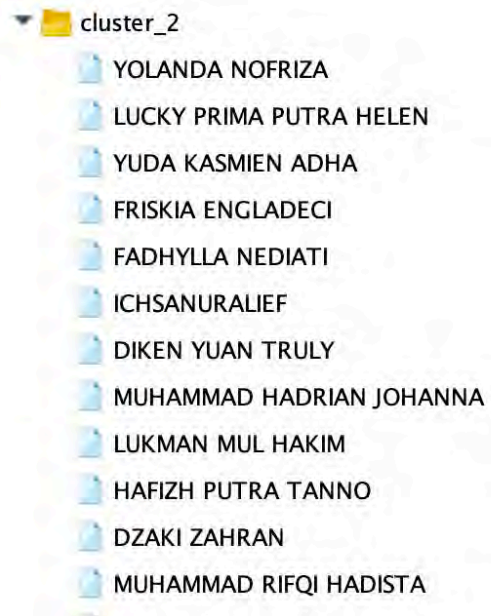 cluster_2
YOLANDA NOFRIZA
LUCKY PRIMA PUTRA HELEN
YUDA KASMIEN ADHA
FRISKIA ENGLADECI
FADHYLLA NEDIATI
ICHSANURALIEF
DIKEN YUAN TRULY
MUHAMMAD HADRIAN JOHANNA
LUKMAN MUL HAKIM
HAFIZH PUTRA TANNO
DZAKI ZAHRAN
MUHAMMAD RIFQI HADISTA